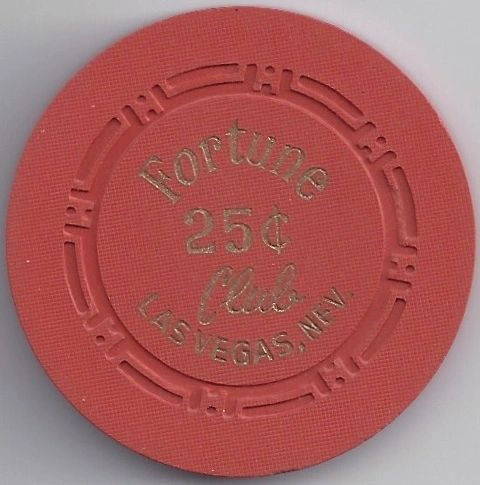 Fortune
25¢
Club
LAS VEGAS, NEV.